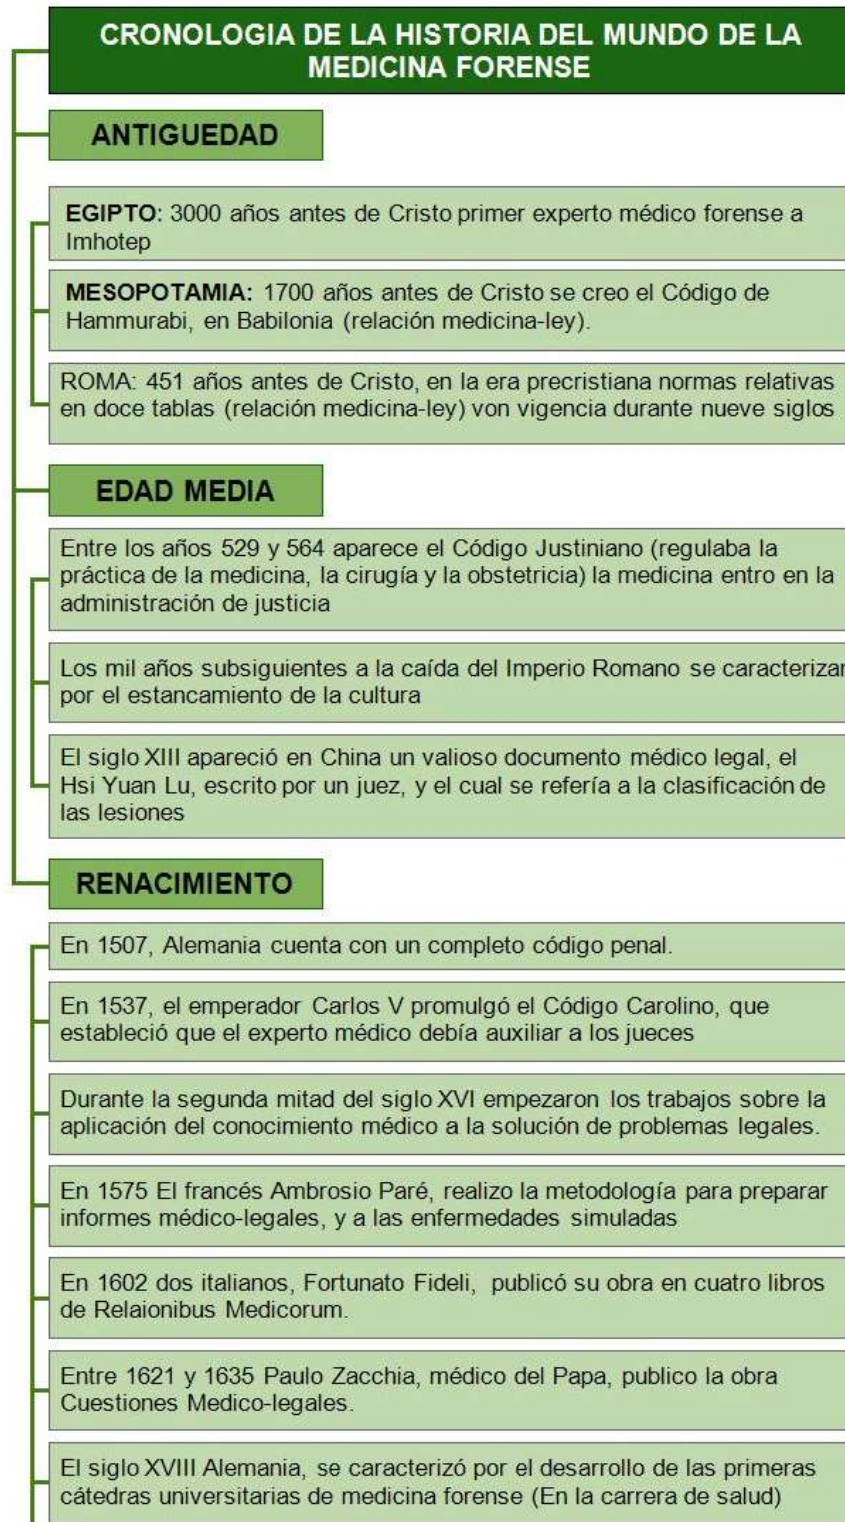 CRONOLOGIA DE LA HISTORIA DEL MUNDO DE LA
MEDICINA FORENSE
ANTIGUEDAD
EGIPTO: 3000 años antes de Cristo primer experto médico forense a
Imhotep
MESOPOTAMIA: 1700 años antes de Cristo se creo el Código de
Hammurabi, en Babilonia (relación medicina-ley).
ROMA: 451 años antes de Cristo, en la era precristiana normas relativas
en doce tablas (relación medicina-ley) von vigencia durante nueve siglos
EDAD MEDIA
Entre los años 529 y 564 aparece el Código Justiniano (regulaba la
práctica de la medicina, la cirugía y la obstetricia) la medicina entro en la
administración de justicia
Los mil años subsiguientes a la caída del Imperio Romano se caracterizar
por el estancamiento de la cultura
El siglo XIII apareció en China un valioso documento médico legal, el
Hsi Yuan Lu, escrito por un juez, y el cual se refería a la clasificación de
las lesiones
RENACIMIENTO
En 1507, Alemania cuenta con un completo código penal.
En 1537, el emperador Carlos V promulgó el Código Carolino, que
estableció que el experto médico debía auxiliar a los jueces
Durante la segunda mitad del siglo XVI empezaron los trabajos sobre la
aplicación del conocimiento médico a la solución de problemas legales.
En 1575 El francés Ambrosio Paré, realizo la metodología para preparar
informes médico-legales, y a las enfermedades simuladas
En 1602 dos italianos, Fortunato Fideli, publicó su obra en cuatro libros
de Relaionibus Medicorum.
Entre 1621 y 1635 Paulo Zacchia, médico del Papa, publico la obra
Cuestiones Medico-legales.
El siglo XVIII Alemania, se caracterizó por el desarrollo de las primeras
cátedras universitarias de medicina forense (En la carrera de salud)